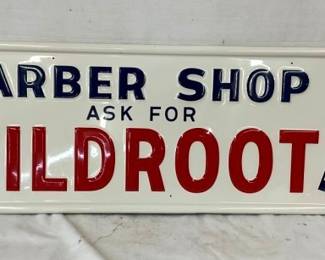 ARBER SHOP
ASK FOR
ILDROOT